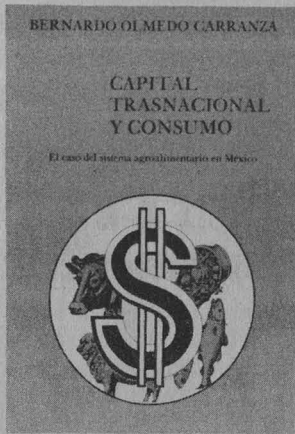 BERNARDO OLMEDO CARRANZA
CAPITAL
TRASNACIONAL
Y CONSUMO
El caso del sistema agroalimentario en México
$